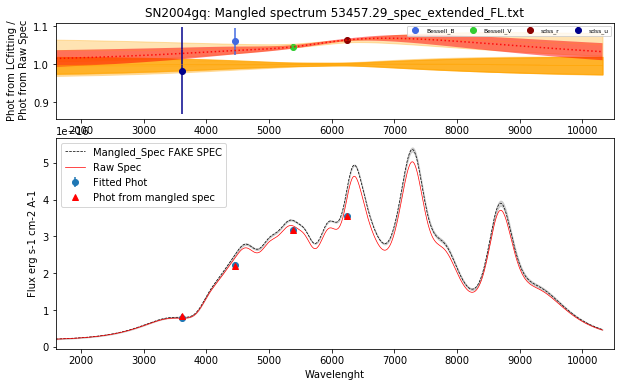 SN2004gq: Mangled spectrum 53457.29_spec_extended_FL.txt
Phot from LCfitting /
Phot from Raw Spec
1.1
1.0
0.9
Bessell_B
Bessell_V
sdss_r
sdss_u
2000 3000 4000 5000 6000 7000 8000 9000 10000
1e−16
Flux erg s-1 cm-2 A-1
5
4
3
2
1
0
Mangled_Spec FAKE SPEC
Raw Spec
Fitted Phot
Phot from mangled spec
2000 3000 4000 5000 6000 7000 8000 9000 10000
Wavelenght